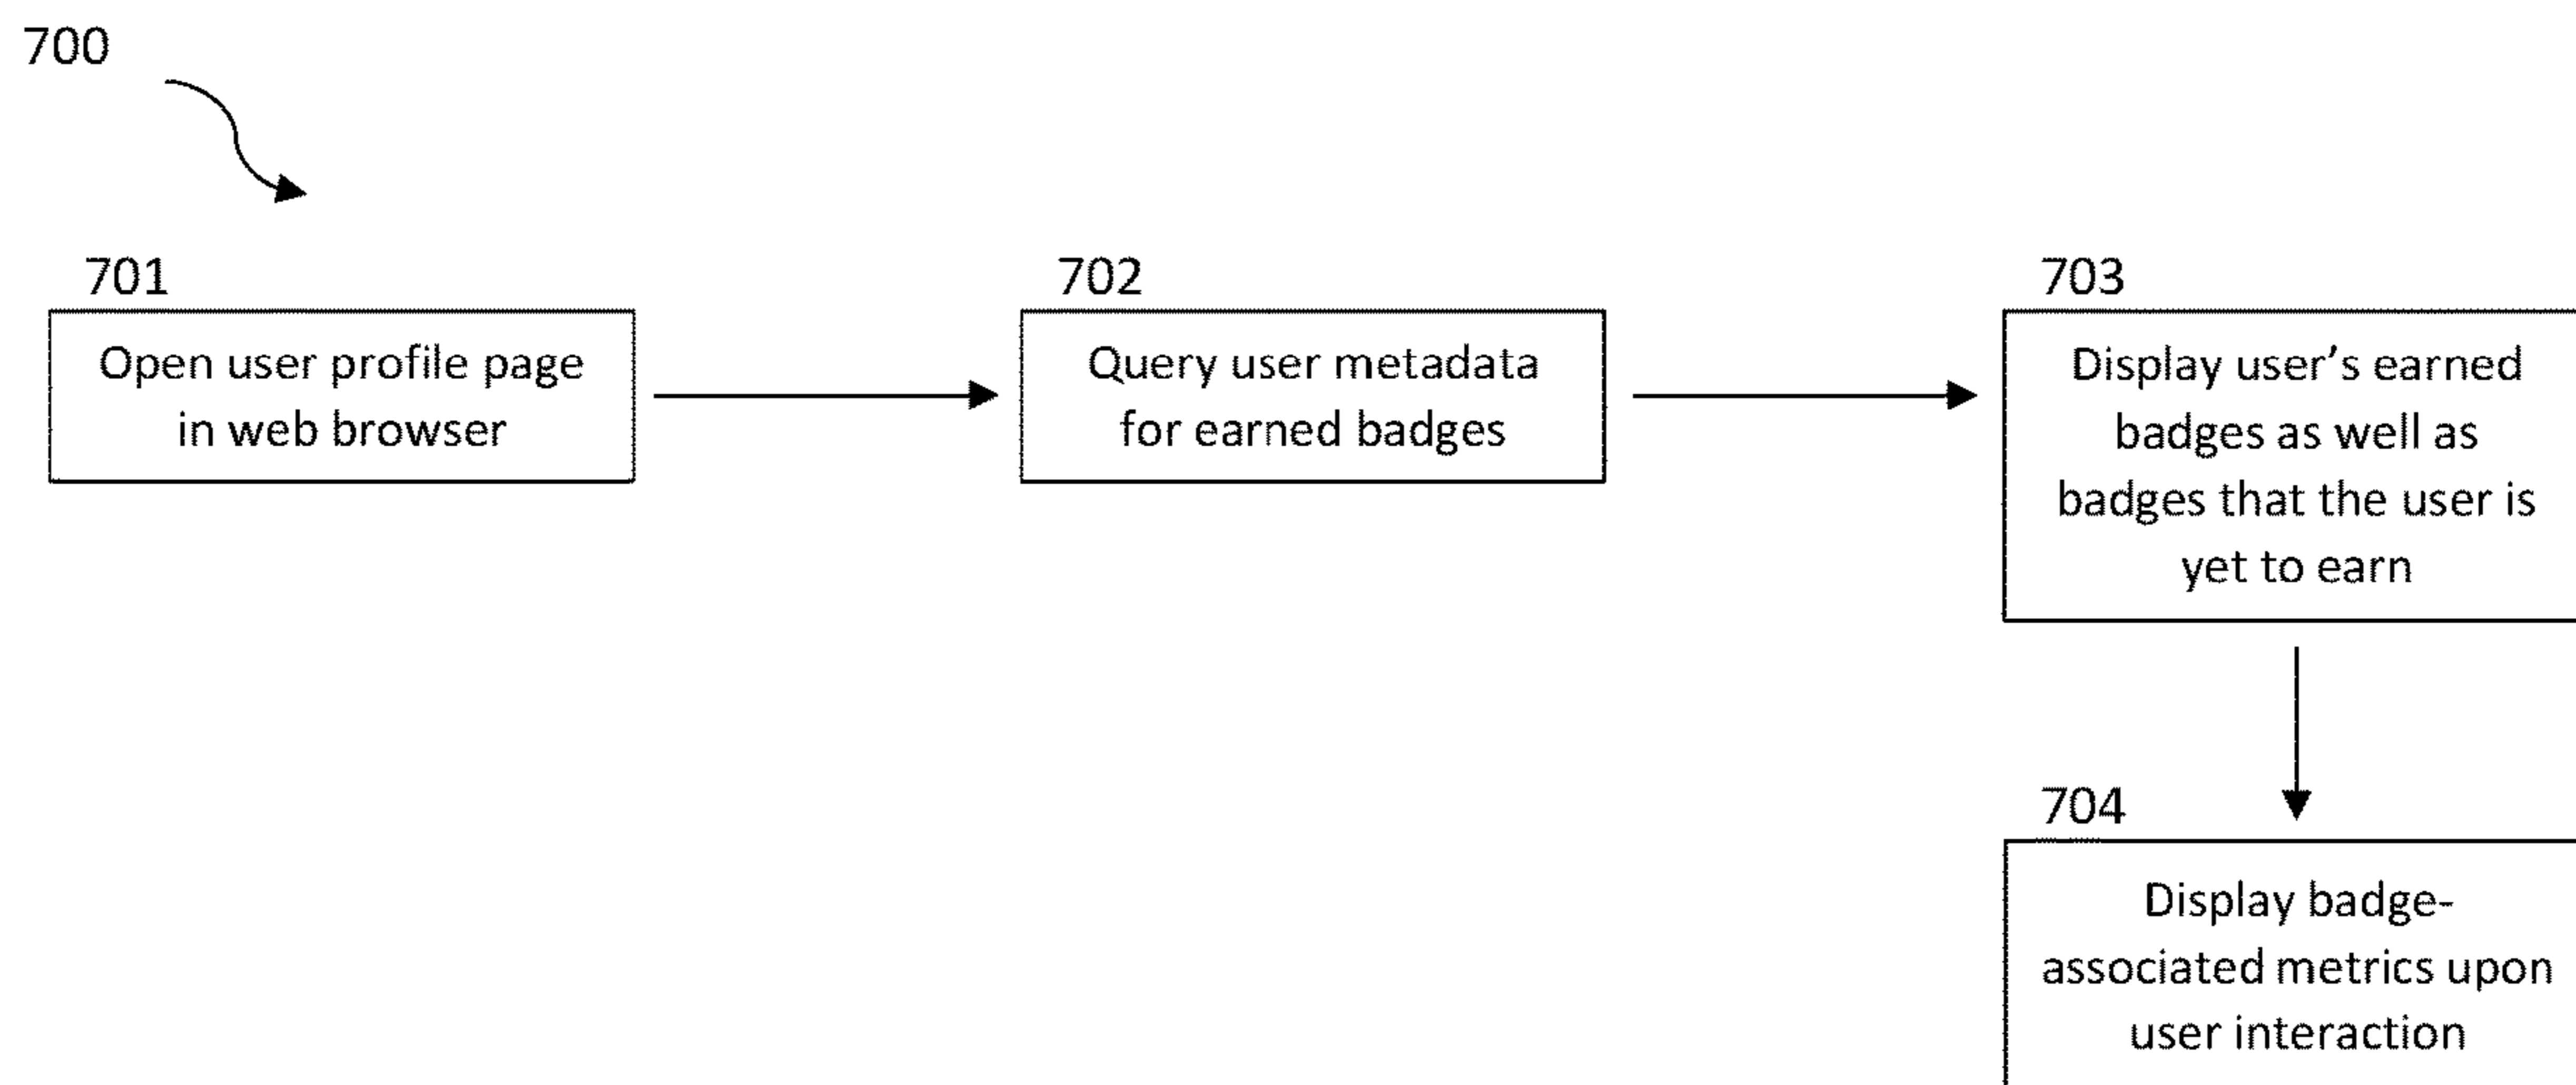 700
701
Open user profile page
in web browser
702
Query user metadata
for earned badges
703
Display user’s earned
badges as well as
badges that the user is
yet to earn
704
Display badge-
associated metrics upon
user interaction